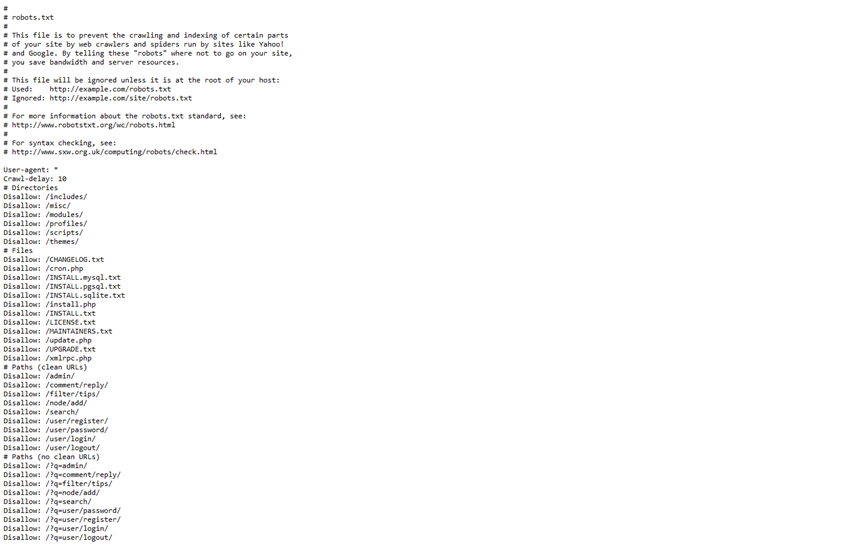 #
# robots.txt
#
# This file is to prevent the crawling and indexing of certain parts
# of your site by web crawlers and spiders run by sites like Yahoo!
# and Google. By telling these "robots" where not to go on your site,
# you save bandwidth and server resources.
#
# This file will be ignored unless it is at the root of your host:
# Used:    http://example.com/robots.txt
# Ignored: http://example.com/site/robots.txt
#
# For more information about the robots.txt standard, see:
# http://www.robotstxt.org/wc/robots.html
#
# For syntax checking, see:
# http://www.sxw.org.uk/computing/robots/check.html

User-agent: *
Crawl-delay: 10
# Directories
Disallow: /includes/
Disallow: /misc/
Disallow: /modules/
Disallow: /profiles/
Disallow: /scripts/
Disallow: /themes/
# Files
Disallow: /CHANGELOG.txt
Disallow: /cron.php
Disallow: /INSTALL.mysql.txt
Disallow: /INSTALL.pgsql.txt
Disallow: /INSTALL.sqlite.txt
Disallow: /install.php
Disallow: /INSTALL.txt
Disallow: /LICENSE.txt
Disallow: /MAINTAINERS.txt
Disallow: /update.php
Disallow: /UPGRADE.txt
Disallow: /xmlrpc.php
# Paths (clean URLs)
Disallow: /admin/
Disallow: /comment/reply/
Disallow: /filter/tips/
Disallow: /node/add/
Disallow: /search/
Disallow: /user/register/
Disallow: /user/password/
Disallow: /user/login/
Disallow: /user/logout/
# Paths (no clean URLs)
Disallow: /?q=admin/
Disallow: /?q=comment/reply/
Disallow: /?q=filter/tips/
Disallow: /?q=node/add/
Disallow: /?q=search/
Disallow: /?q=user/password/
Disallow: /?q=user/register/
Disallow: /?q=user/login/
Disallow: /?q=user/logout/